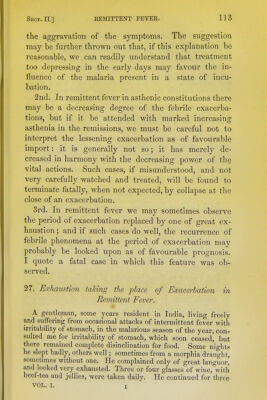 SECT. II.] REMITTENT FEVER. 113
the aggravation of the symptoms. The suggestion
may be further thrown out that, if this explanation be
reasonable, we can readily understand that treatment
too depressing in the early days may favour the in-
fluence of the malaria present in a state of incu-
bation.
2nd. In remittent fever in asthenic constitutions there
may be a decreasing degree of the febrile exacerba-
tions, but if it be attended with marked increasing
asthenia in the remissions, we must be careful not to
interpret the lessening exacerbation as of favourable
import: it is generally not so; it has merely de-
creased in harmony with the decreasing power of the
vital actions. Such cases, if misunderstood, and not
very carefully watched and treated, will be found to
terminate fatally, when not expected, by collapse at the
close of an exacerbation.
3rd. In remittent fever we may sometimes observe
the period of exacerbation replaced by one of great ex-
haustion; and if such cases do well, the recurrence of
febrile phenomena at the period of exacerbation may
probably be looked upon as of favourable prognosis.
I quote a fatal case in which this feature was ob-
served.
27. Exhaustion taking the place of Exacerbation in
Remittent Fever.
A gentleman, some years resident in India, living freely
and suffering from occasional attacks of intermittent fever with
irritability of stomach, in the malarious season of the year, con-
sulted me for irritability of stomach, which soon ceased, but
there remained complete disinclination for food. Some nights
he slept badly, others well; sometimes from a morphia draught,
sometimes without one. He complained only of great languor,
and looked very exhausted. Three or four glasses of wine, with
beef-tea and jellies, were taken daily. He continued for three
VOL. I. I